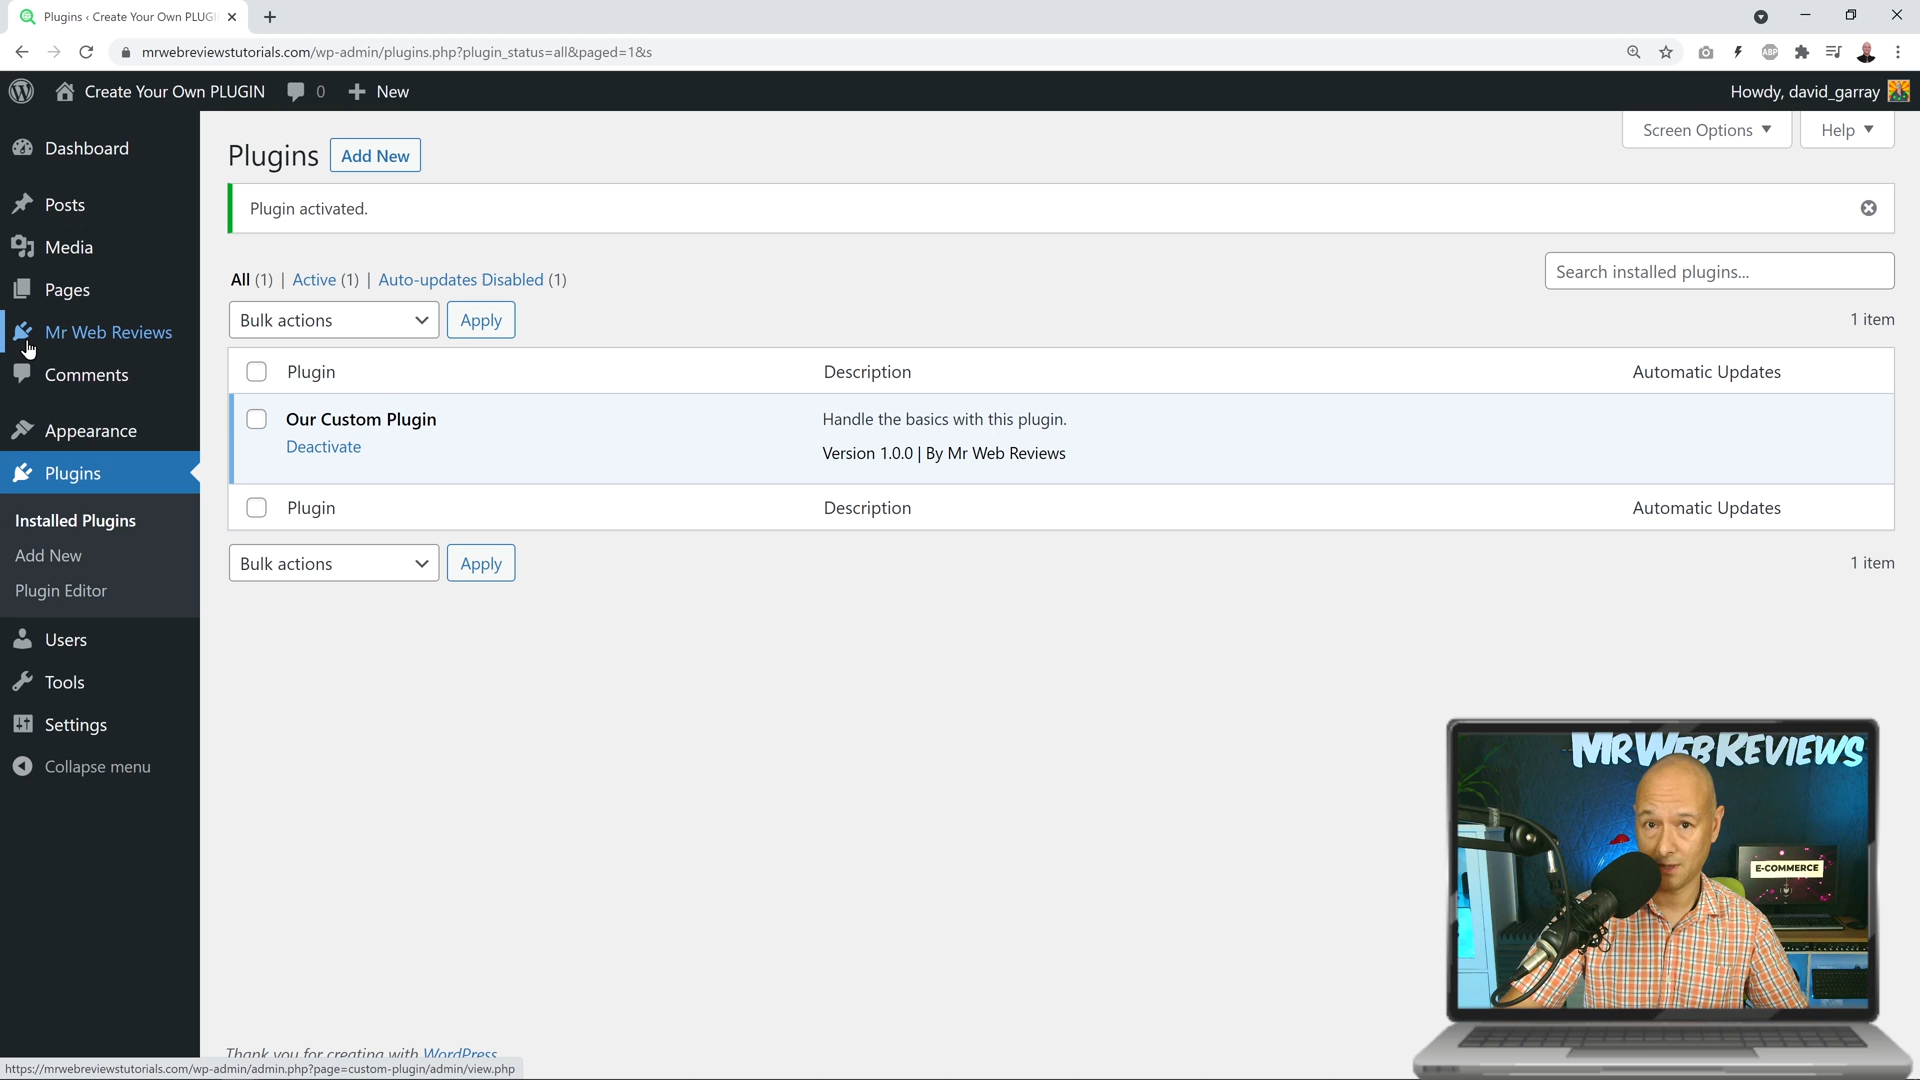 Plugins ‹ Create Your Own PLUGI
mrwebreviewstutorials.com/wp-admin/plugins.php?plugin_status=all&paged=1&s
ABP
Create Your Own PLUGIN
0
New
Howdy, david_garray
Dashboard
Posts
Media
Pages
Mr Web Reviews
Comments
Appearance
Plugins
Installed Plugins
Add New
Plugin Editor
Users
Tools
Settings
Collapse menu
Screen Options
Help
Plugins
Add New
Plugin activated.
All (1) | Active (1) | Auto-updates Disabled (1)
Search installed plugins...
Bulk actions
Apply
1 item
Plugin Description Automatic Updates
Our Custom Plugin Handle the basics with this plugin.
Deactivate Version 1.0.0 | By Mr Web Reviews
Plugin Description Automatic Updates
Bulk actions
Apply
1 item
MRWEBREVIEWS
E-COMMERCE
Thank you for creating with WordPress
https://mrwebreviewstutorials.com/wp-admin/admin.php?page=custom-plugin/admin/view.php